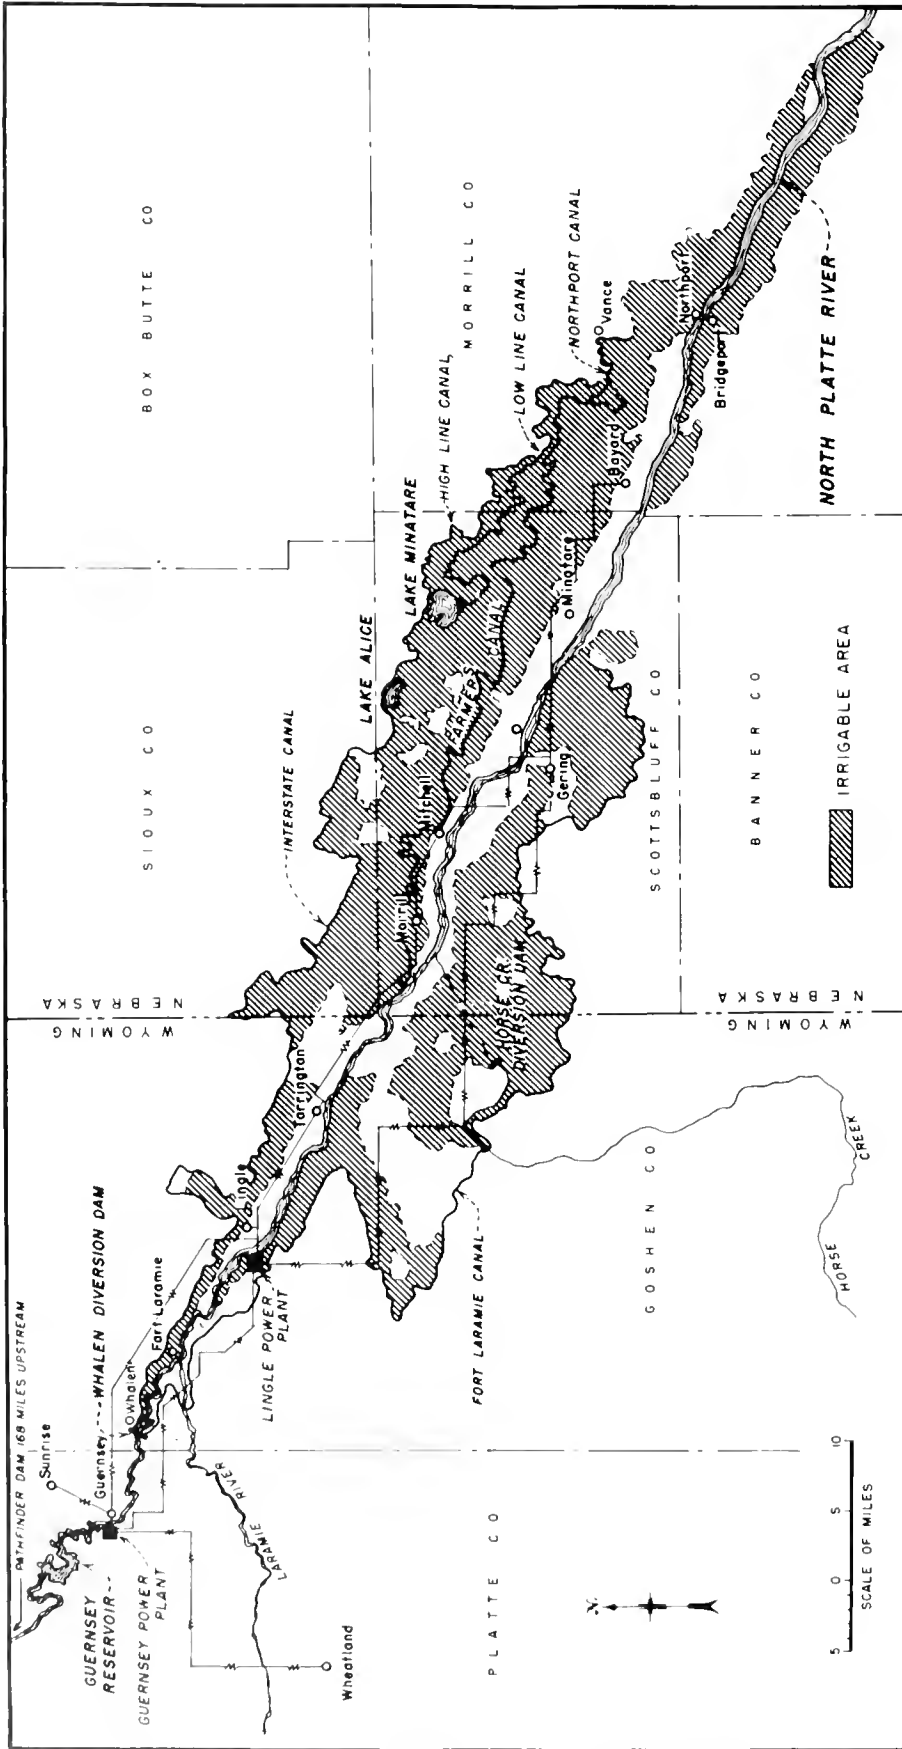 PATHFINDER DAM 168 MILES UPSTREAM
Sunrise
GUERNSEY
RESERVOIR--
GUERNSEY POWER
PLANT
Guernsey
---WHALEN DIVERSION DAM
Whalen
Fort Laramie
LARAMIE RIVER
Wheatland
PLATTE CO
N
5 0 5 10
SCALE OF MILES
LINGLE POWER
PLANT
ingle
Torrington
FORT LARAMIE CANAL
GOSHEN CO
HORSE CREEK
WYOMING
NEBRASKA
WYOMING
NEBRASKA
HORSE CR.
DIVERSION DAM
SIOUX CO
INTERSTATE CANAL
Morrill
Mitchell
LAKE ALICE
LAKE MINATARE
FARMERS CANAL
Gering
Minatare
SCOTTSBLUFF CO
BANNER CO
IRRIGABLE AREA
BOX BUTTE CO
MORRILL CO
HIGH LINE CANAL
LOW LINE CANAL
NORTHPORT CANAL
Vance
Bayard
Northport
Bridgeport
NORTH PLATTE RIVER--